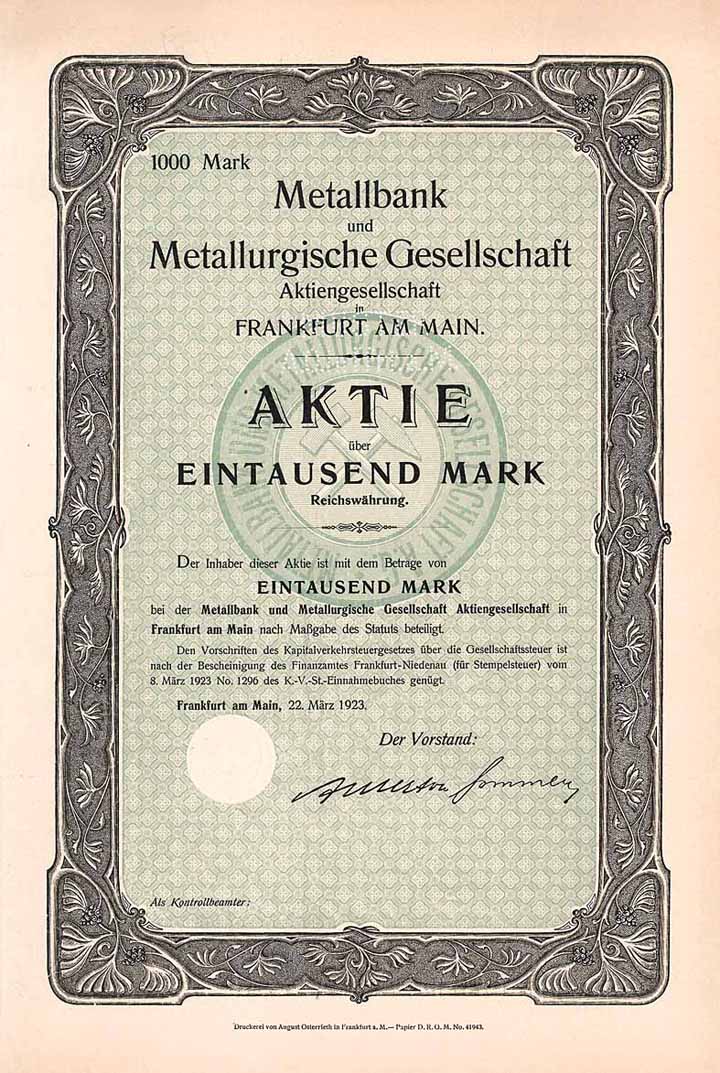 1000 Mark
Metallbank
und
Metallurgische Gesellschaft
Aktiengesellschaft
in
FRANKFURT AM MAIN.
AKTIE
über
EINTAUSEND MARK
Reichswährung.
Der Inhaber dieser Aktie ist mit dem Betrage von
EINTAUSEND MARK
bei der Metallbank und Metallurgische Gesellschaft Aktiengesellschaft in
Frankfurt am Main nach Maßgabe des Statuts beteiligt.
Den Vorschriften des Kapitalverkehrsteuergesetzes über die Gesellschaftssteuer ist
nach der Bescheinigung des Finanzamtes Frankfurt-Niedenau (für Stempelsteuer) vom
8. März 1923 No. 1296 des K.-V.-St.-Einnahmebuches genügt.
Frankfurt am Main, 22. März 1923.
Der Vorstand:
Als Kontrollbeamter:
Druckerei von August Osterrieth in Frankfurt a. M.— Papier D. R. G. M. No. 41943.